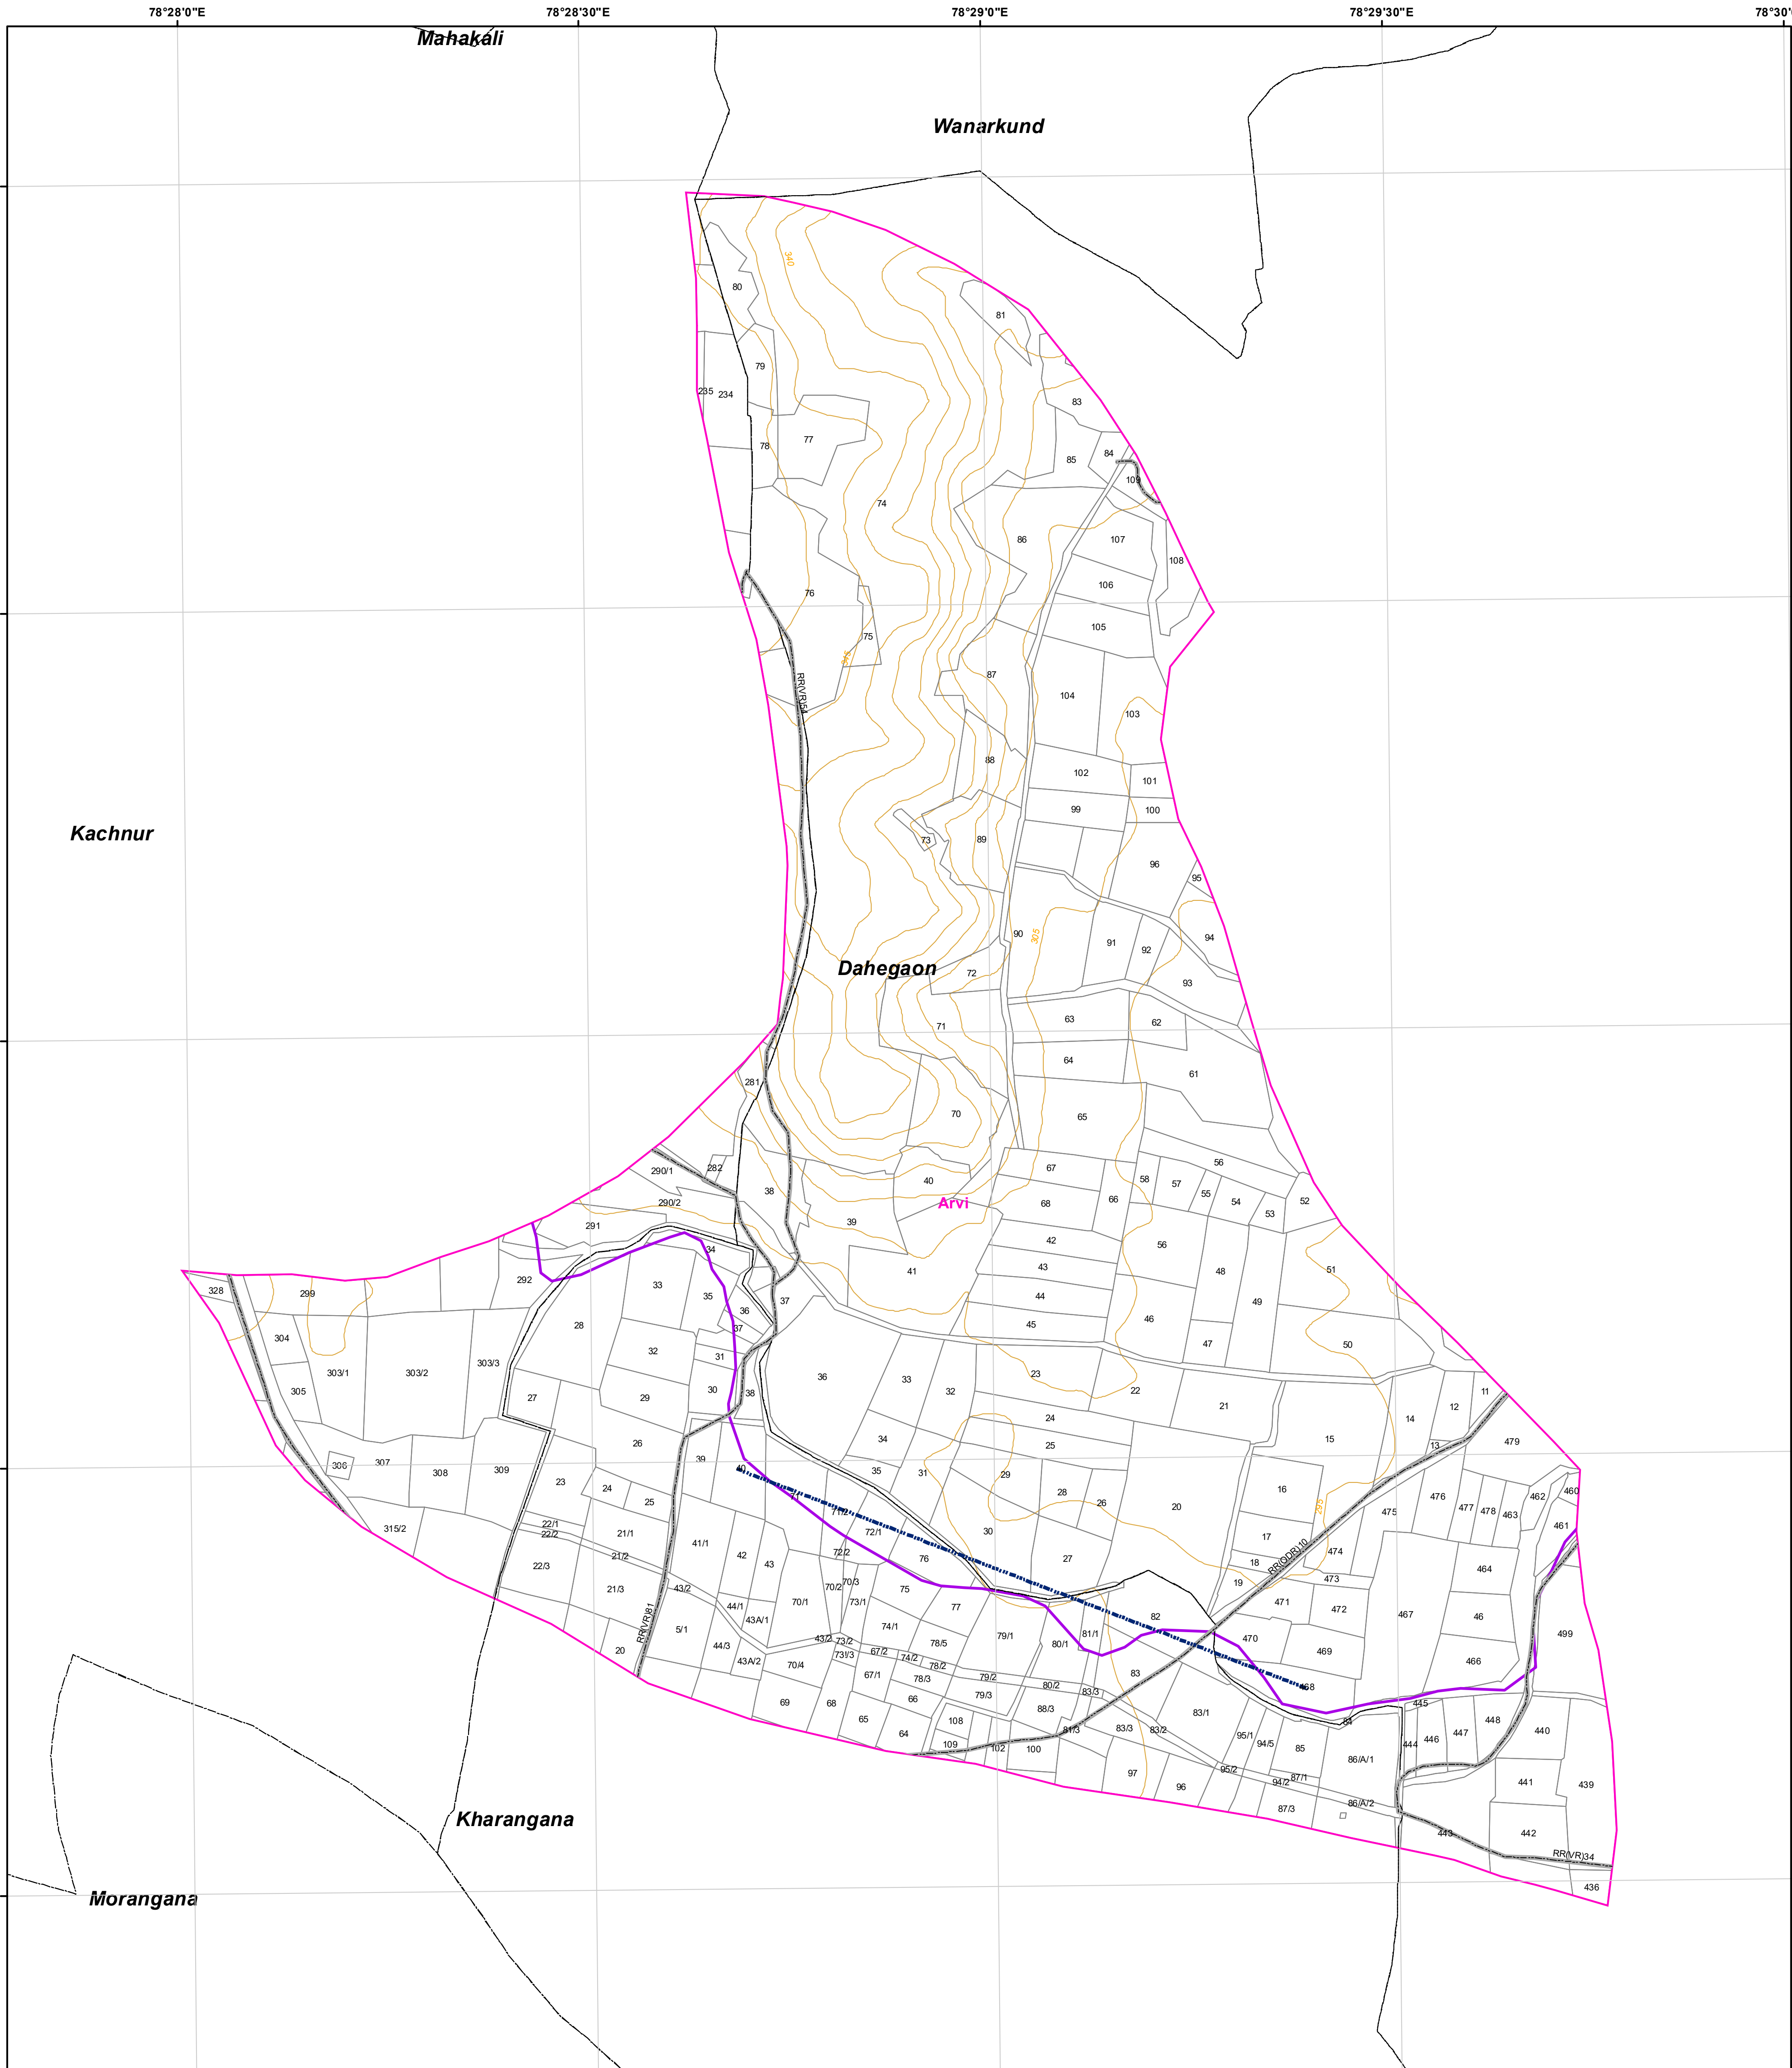 78°28'0"E 78°28'30"E 78°29'0"E 78°29'30"E
Mahakali
Wanarkund
340
80
81
79
235 234
83
77
78
85 84
109
74
86 107
108
106
76
105
75
87
RR(VR)54
104
103
88
102
101
99 100
Kachnur
73 89
96
95
90 305 91 92 94
Dahegaon
72
93
71 63 62
64
61
281
70 65
56
290/1 282 67
58 57
38 40 55
66 54 52
290/2 Arvi 68 53
291 39
34 42 56
41 43 48 51
292
328 299 35 44 49
37
36 45 46
28 37
304 33
47 50
31 32
303/1 303/2 303/3 36 33 23
32 22
305 27 29 30 38 11
21 12
24 14
26 34 25 15 13 479
306 307 39 40
308 309 35 31 29
23 24 28 26 16 462 460
25 71/2 20 295 475 476 477 478 463
315/2 22/1 21/1 72/1 30 461
22/2 41/1 17
42 43 72/2 76 27 474
22/3 21/2 18 464
70/2 70/3 19 RR(ODR)10 473
21/3 43/2 75 73/1
44/1 70/1 77 82 471 472 467 46
43A/1
RR(VR)81 5/1 74/1 79/1 81/1 499
20 43/2 73/2 78/5 80/1 470 469
44/3 73I/3 67/2 74/2 466
43A/2 70/4 67/1 78/2 83
78/3 79/2 80/2 83/3 468
69 68 66 79/3 445
65 108 88/3 83/1 84
64 81/3 83/3 83/2 95/1 94/5 448 440
109 102 100 85 444 446 447
97 95/2 86/A/1
96 94/2 87/1 441 439
87/3 86/A/2
Kharangana 443 442
RR(VR)34
436
Morangana